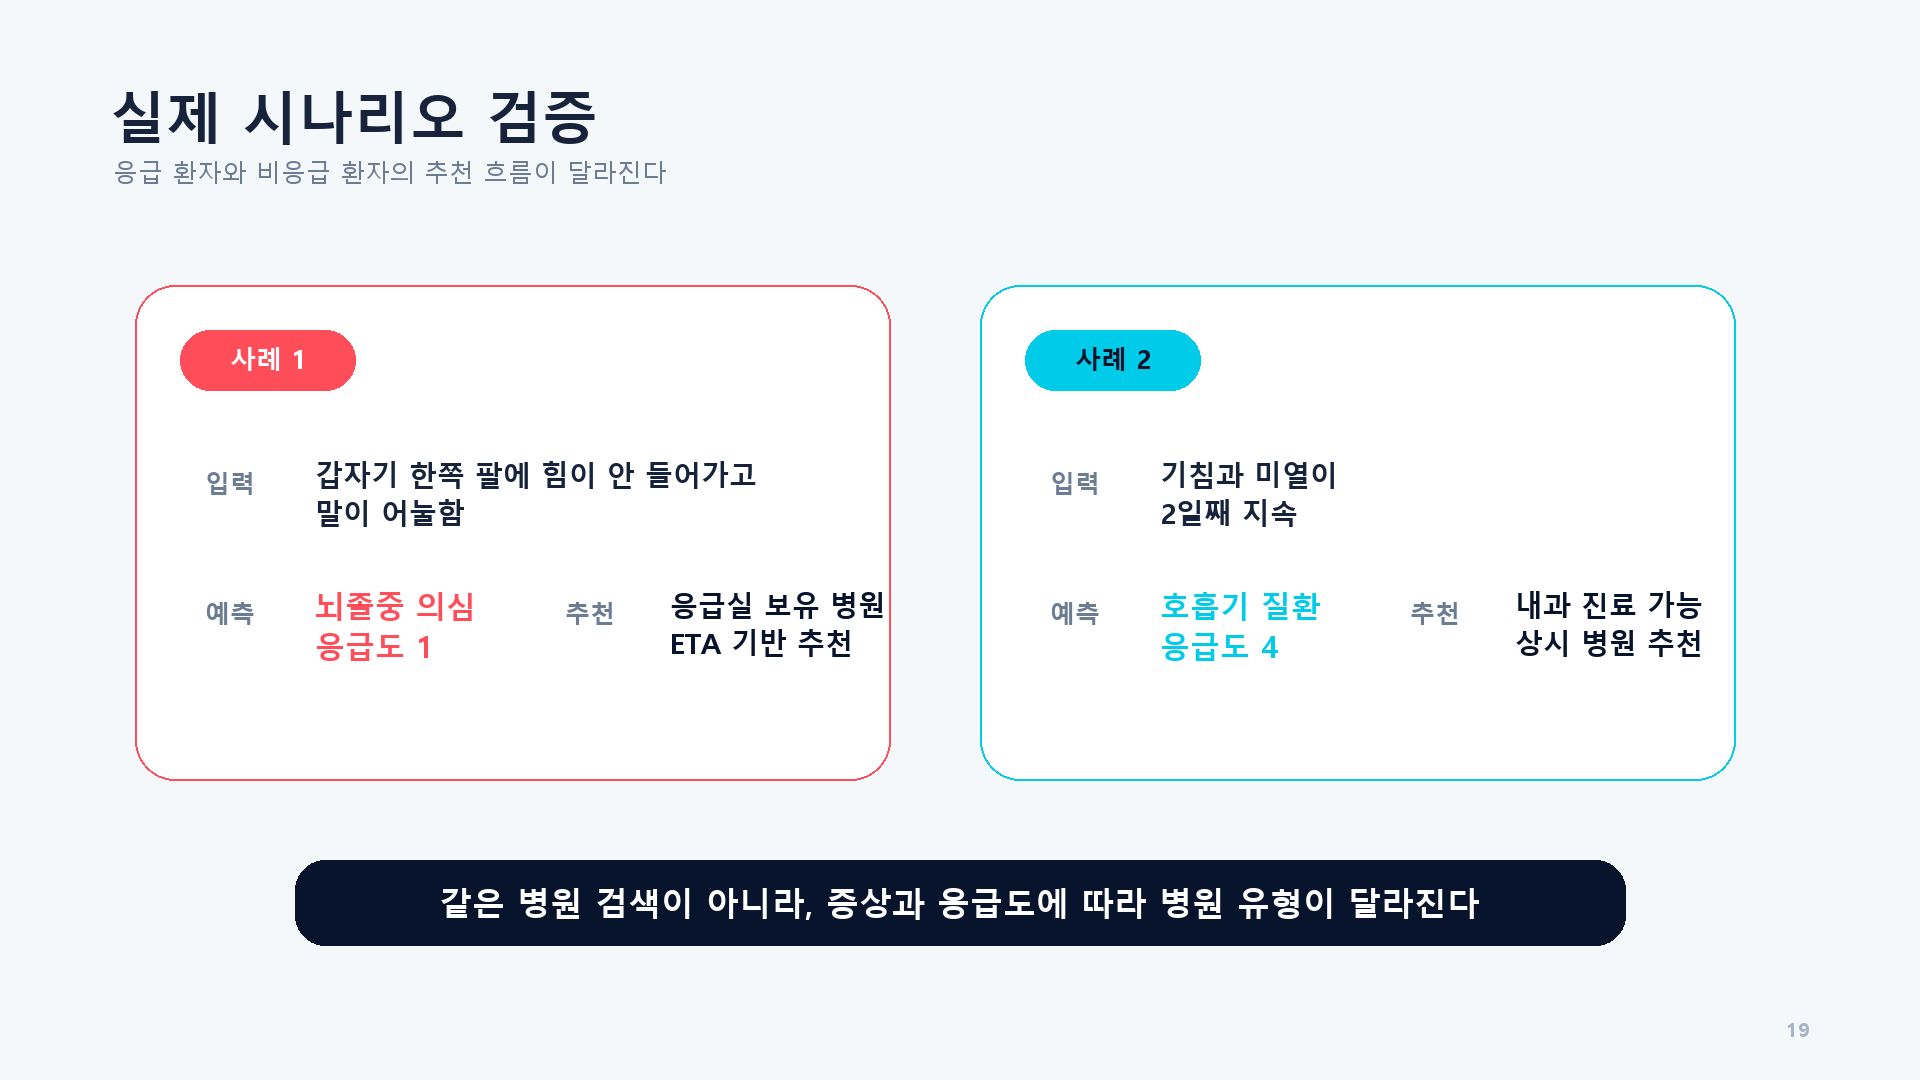 실제 시나리오 검증
응급 환자와 비응급 환자의 추천 흐름이 달라진다
사례 1
입력
갑자기 한쪽 팔에 힘이 안 들어가고
말이 어눌함
예측
뇌졸중 의심
응급도 1
추천
응급실 보유 병원
ETA 기반 추천
사례 2
입력
기침과 미열이
2일째 지속
예측
호흡기 질환
응급도 4
추천
내과 진료 가능
상시 병원 추천
같은 병원 검색이 아니라, 증상과 응급도에 따라 병원 유형이 달라진다
19